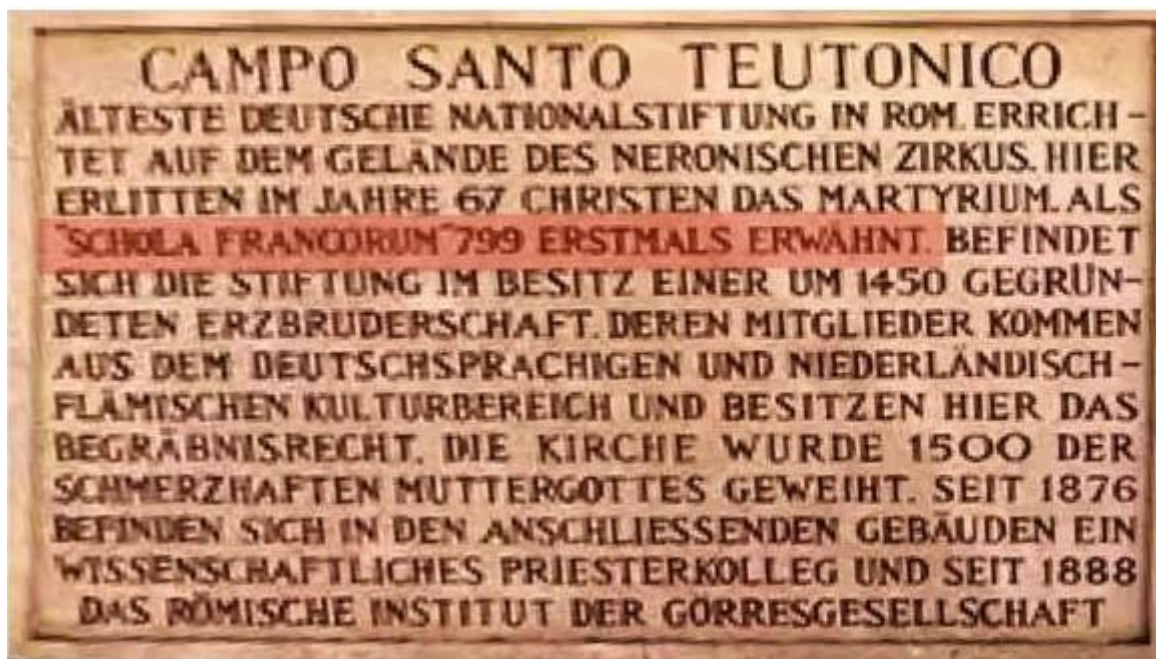 CAMPO SANTO TEUTONICO
ÄLTESTE DEUTSCHE NATIONALSTIFTUNG IN ROM. ERRICH-
TET AUF DEM GELÄNDE DES NERONISCHEN ZIRKUS. HIER
ERLITTEN IM JAHRE 67 CHRISTEN DAS MARTYRIUM. ALS
"SCHOLA FRANCORUM" 799 ERSTMALS ERWÄHNT. BEFINDET
SICH DIE STIFTUNG IM BESITZ EINER UM 1450 GEGRÜN-
DETEN ERZBRUDERSCHAFT. DEREN MITGLIEDER KOMMEN
AUS DEM DEUTSCHSPRACHIGEN UND NIEDERLÄNDISCH-
FLÄMISCHEN KULTURBEREICH UND BESITZEN HIER DAS
BEGRÄBNISRECHT. DIE KIRCHE WURDE 1500 DER
SCHMERZHAFTEN MUTTERGOTTES GEWEIHT. SEIT 1876
BEFINDEN SICH IN DEN ANSCHLIESSENDEN GEBÄUDEN EIN
WISSENSCHAFTLICHES PRIESTERKOLLEG UND SEIT 1888
DAS RÖMISCHE INSTITUT DER GÖRRESGESELLSCHAFT